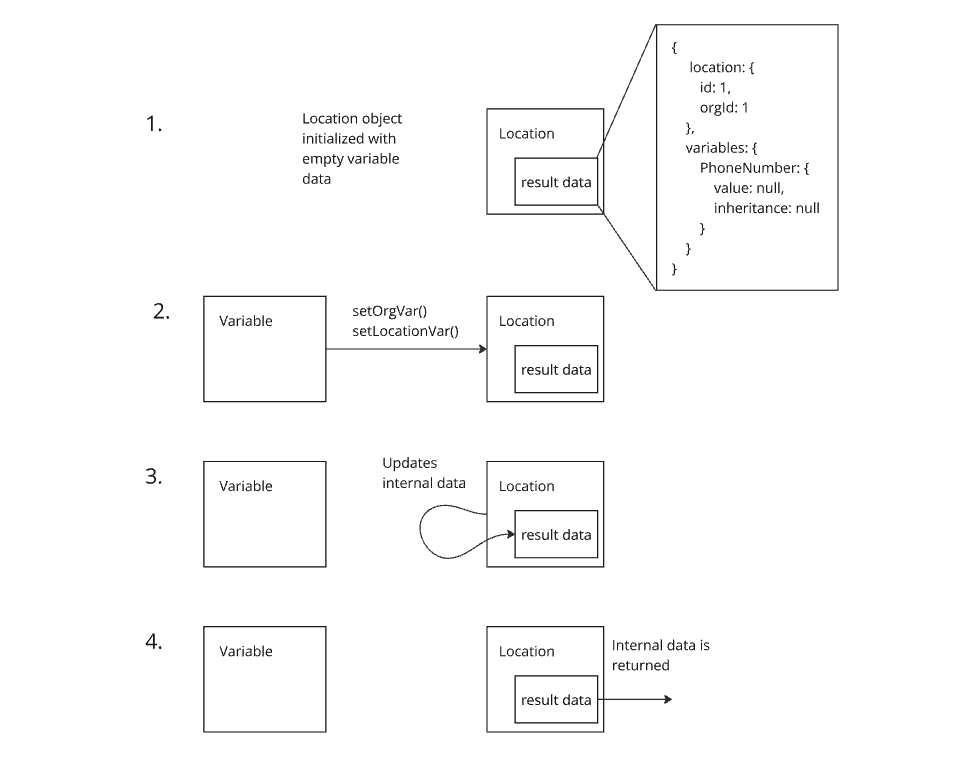 1.
Location object
initialized with
empty variable
data
Location
result data
{
location: {
id: 1,
orgId: 1
},
variables: {
PhoneNumber: {
value: null,
inheritance: null
}
}
}
2.
Variable
setOrgVar()
setLocationVar()
Location
result data
3.
Variable
Updates
internal data
Location
result data
4.
Variable
Location
result data
Internal data is
returned